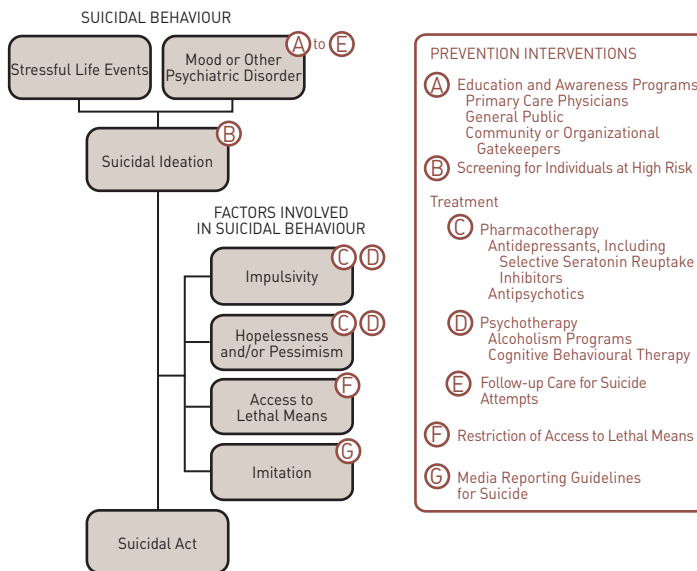 SUICIDAL BEHAVIOUR
Stressful Life Events
Mood or Other
Psychiatric Disorder
A to E
Suicidal Ideation
B
FACTORS INVOLVED
IN SUICIDAL BEHAVIOUR
Impulsivity
C D
Hopelessness
and/or Pessimism
C D
Access to
Lethal Means
F
Imitation
G
Suicidal Act
PREVENTION INTERVENTIONS
A Education and Awareness Programs
Primary Care Physicians
General Public
Community or Organizational
Gatekeepers
B Screening for Individuals at High Risk
Treatment
C Pharmacotherapy
Antidepressants, Including
Selective Seratonin Reuptake
Inhibitors
Antipsychotics
D Psychotherapy
Alcoholism Programs
Cognitive Behavioural Therapy
E Follow-up Care for Suicide
Attempts
F Restriction of Access to Lethal Means
G Media Reporting Guidelines
for Suicide